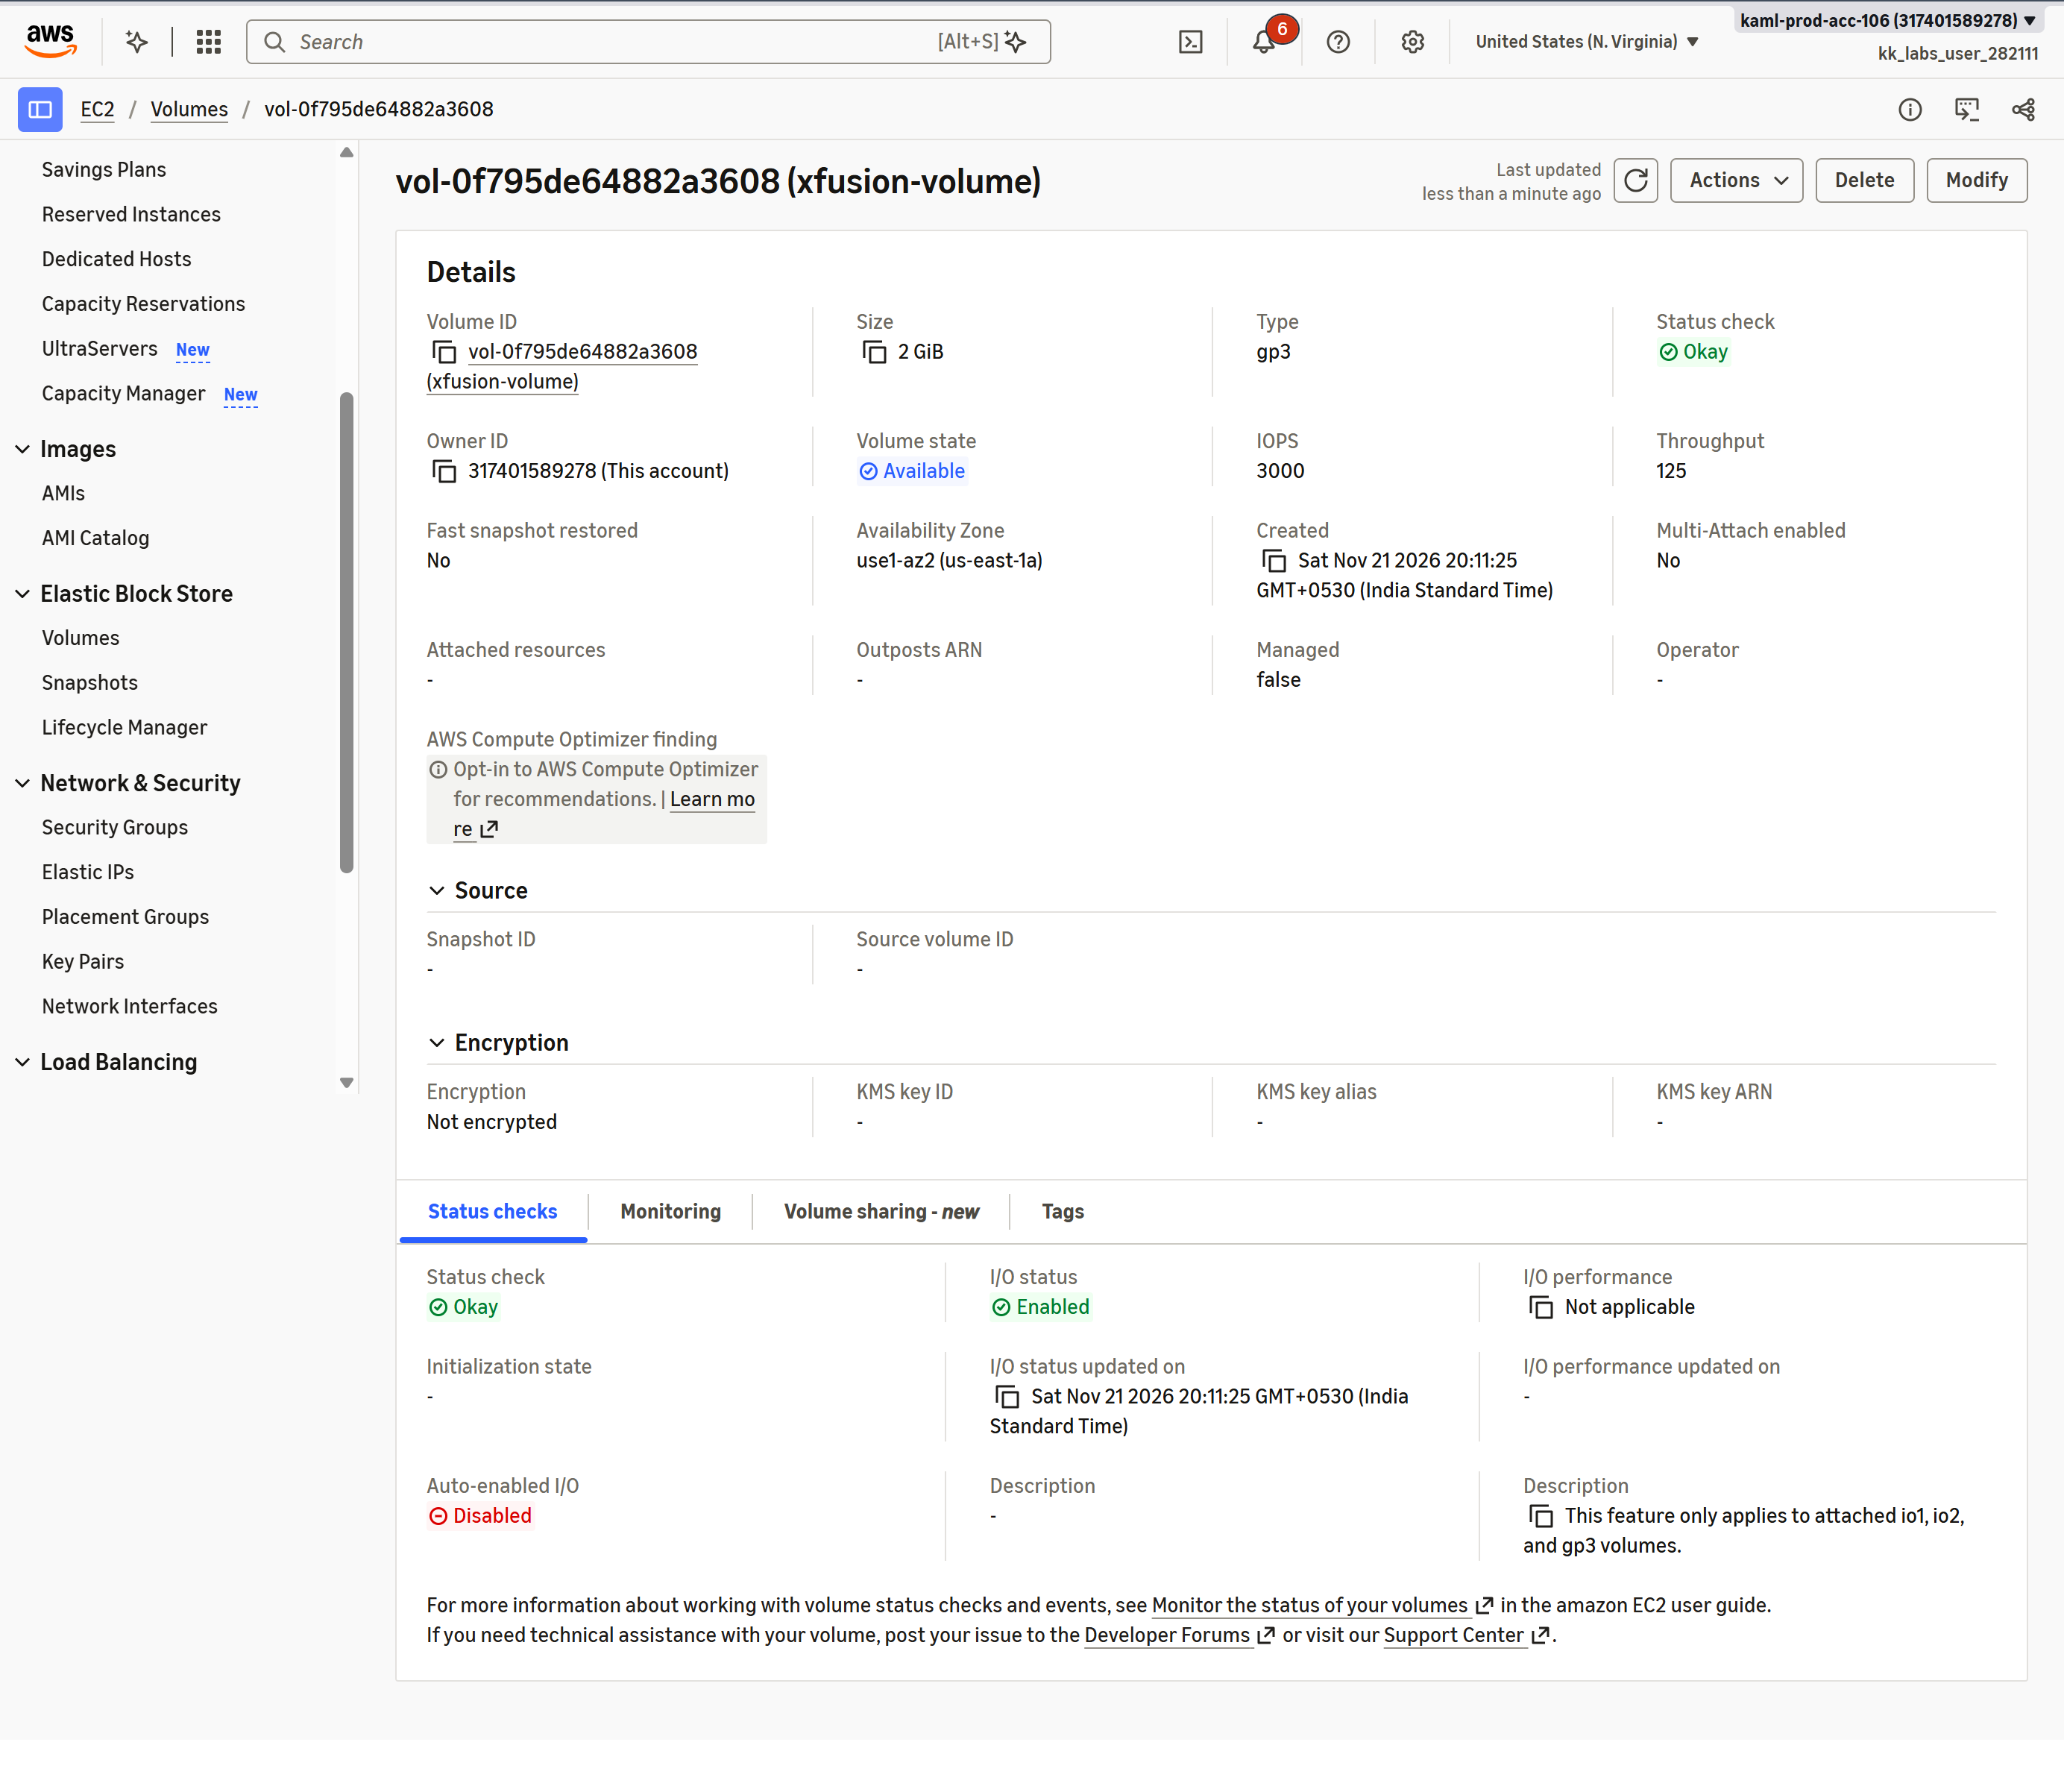 aws
Search [Alt+S]
6
United States (N. Virginia)
kaml-prod-acc-106 (317401589278)
kk_labs_user_282111
EC2 / Volumes / vol-0f795de64882a3608
Savings Plans
Reserved Instances
Dedicated Hosts
Capacity Reservations
UltraServers New
Capacity Manager New
Images
AMIs
AMI Catalog
Elastic Block Store
Volumes
Snapshots
Lifecycle Manager
Network & Security
Security Groups
Elastic IPs
Placement Groups
Key Pairs
Network Interfaces
Load Balancing
vol-0f795de64882a3608 (xfusion-volume)
Last updated
less than a minute ago
Actions
Delete
Modify
Details
Volume ID
vol-0f795de64882a3608
(xfusion-volume)
Size
2 GiB
Type
gp3
Status check
Okay
Owner ID
317401589278 (This account)
Volume state
Available
IOPS
3000
Throughput
125
Fast snapshot restored
No
Availability Zone
use1-az2 (us-east-1a)
Created
Sat Nov 21 2026 20:11:25
GMT+0530 (India Standard Time)
Multi-Attach enabled
No
Attached resources
-
Outposts ARN
-
Managed
false
Operator
-
AWS Compute Optimizer finding
Opt-in to AWS Compute Optimizer
for recommendations. | Learn mo
re
Source
Snapshot ID
-
Source volume ID
-
Encryption
Encryption
Not encrypted
KMS key ID
-
KMS key alias
-
KMS key ARN
-
Status checks
Monitoring
Volume sharing - new
Tags
Status check
Okay
I/O status
Enabled
I/O performance
Not applicable
Initialization state
-
I/O status updated on
Sat Nov 21 2026 20:11:25 GMT+0530 (India
Standard Time)
I/O performance updated on
-
Auto-enabled I/O
Disabled
Description
-
Description
This feature only applies to attached io1, io2,
and gp3 volumes.
For more information about working with volume status checks and events, see Monitor the status of your volumes in the amazon EC2 user guide.
If you need technical assistance with your volume, post your issue to the Developer Forums or visit our Support Center.